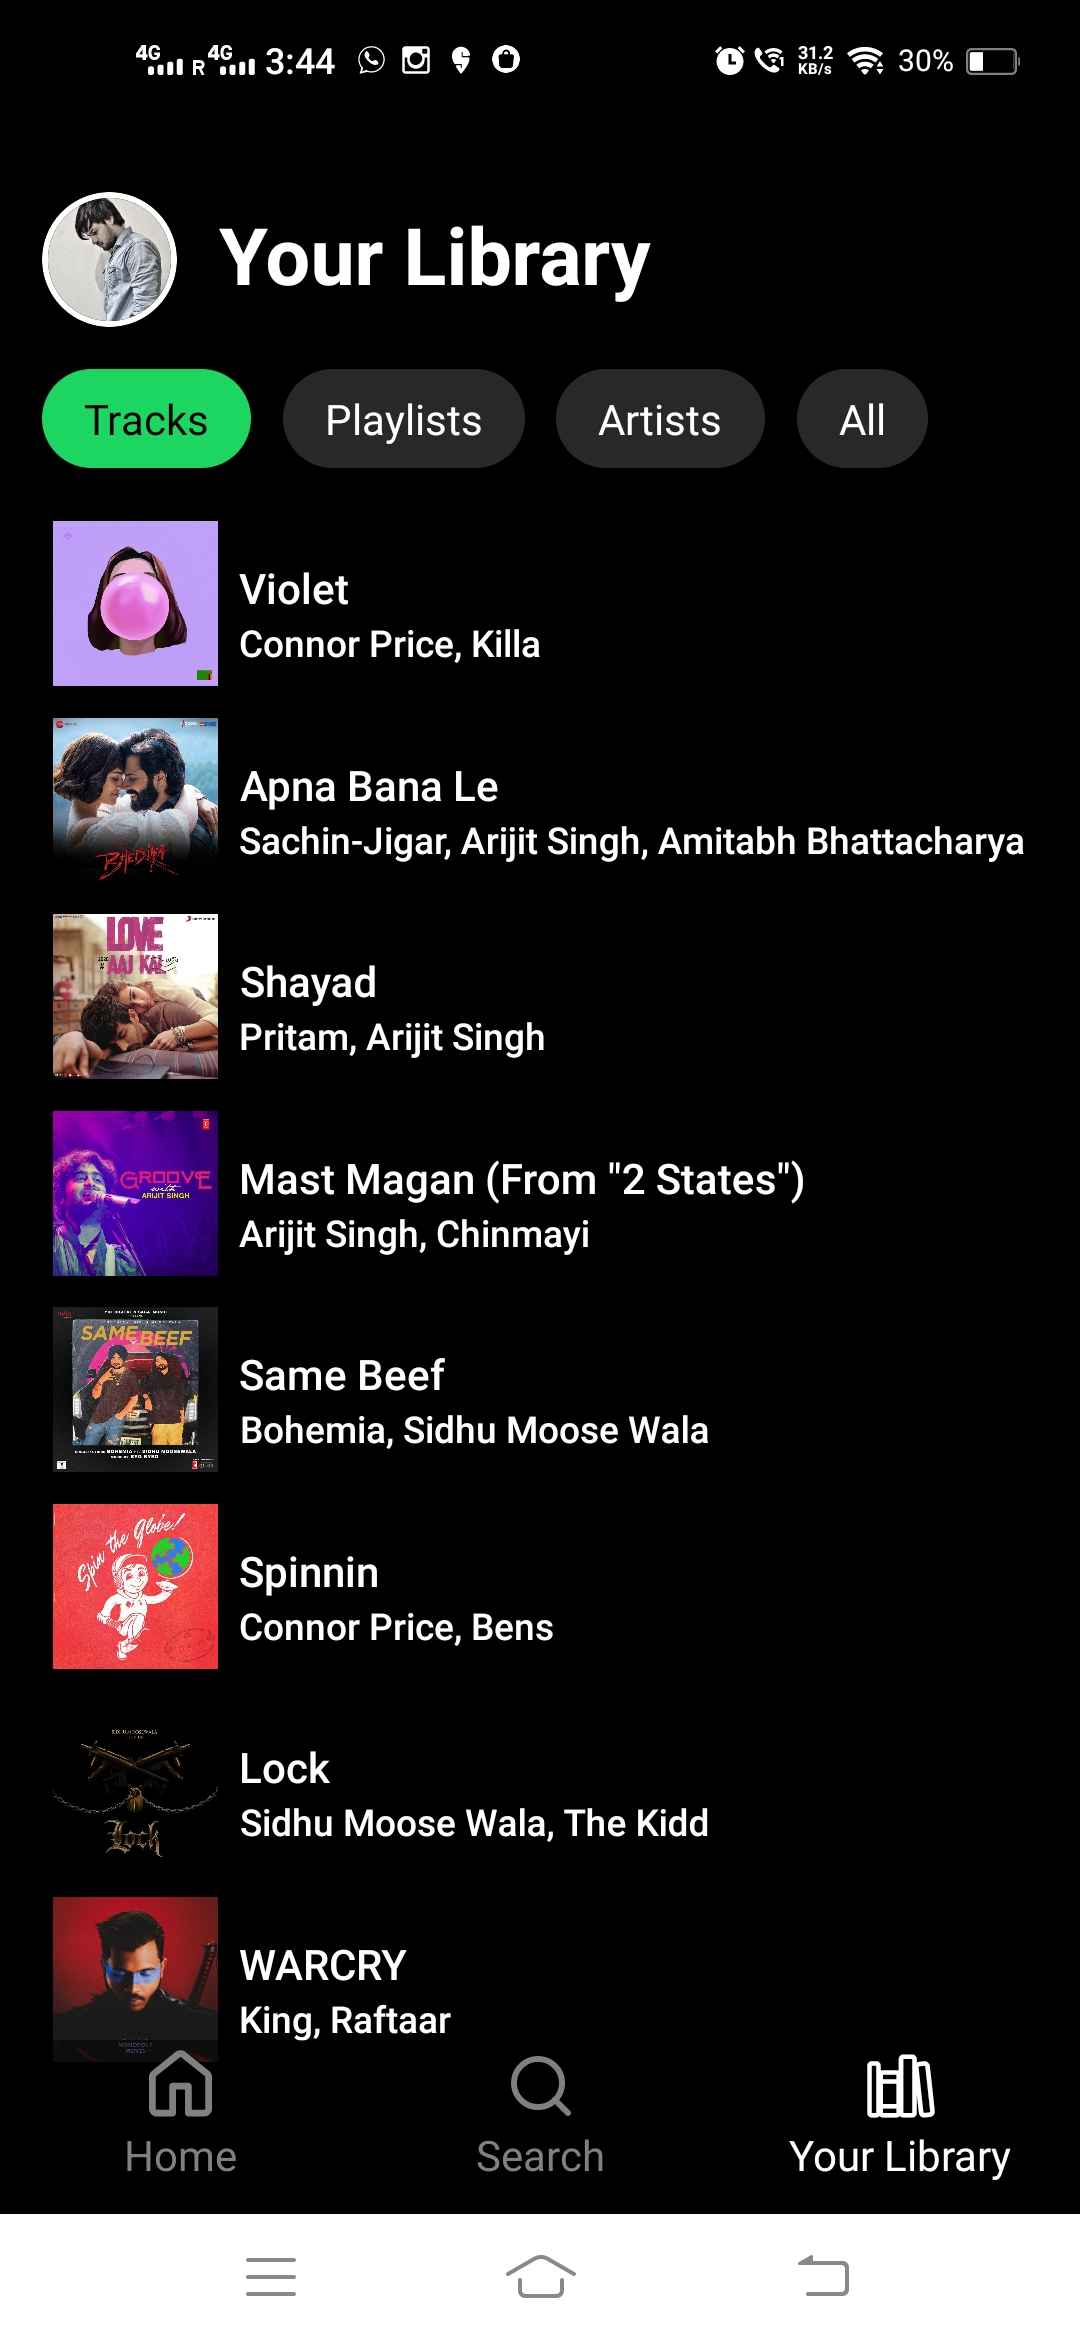 4G R 4G 3:44 31.2 KB/s 30%
Your Library
Tracks Playlists Artists All
Violet
Connor Price, Killa
BHEDIYA
Apna Bana Le
Sachin-Jigar, Arijit Singh, Amitabh Bhattacharya
LOVE
AAJ KAL
Shayad
Pritam, Arijit Singh
GROOVE
with
ARIJIT SINGH
Mast Magan (From "2 States")
Arijit Singh, Chinmayi
SAME BEEF
Same Beef
Bohemia, Sidhu Moose Wala
Spin the Globe!
Spinnin
Connor Price, Bens
Lock
Lock
Sidhu Moose Wala, The Kidd
WARCRY
King, Raftaar
Home Search Your Library